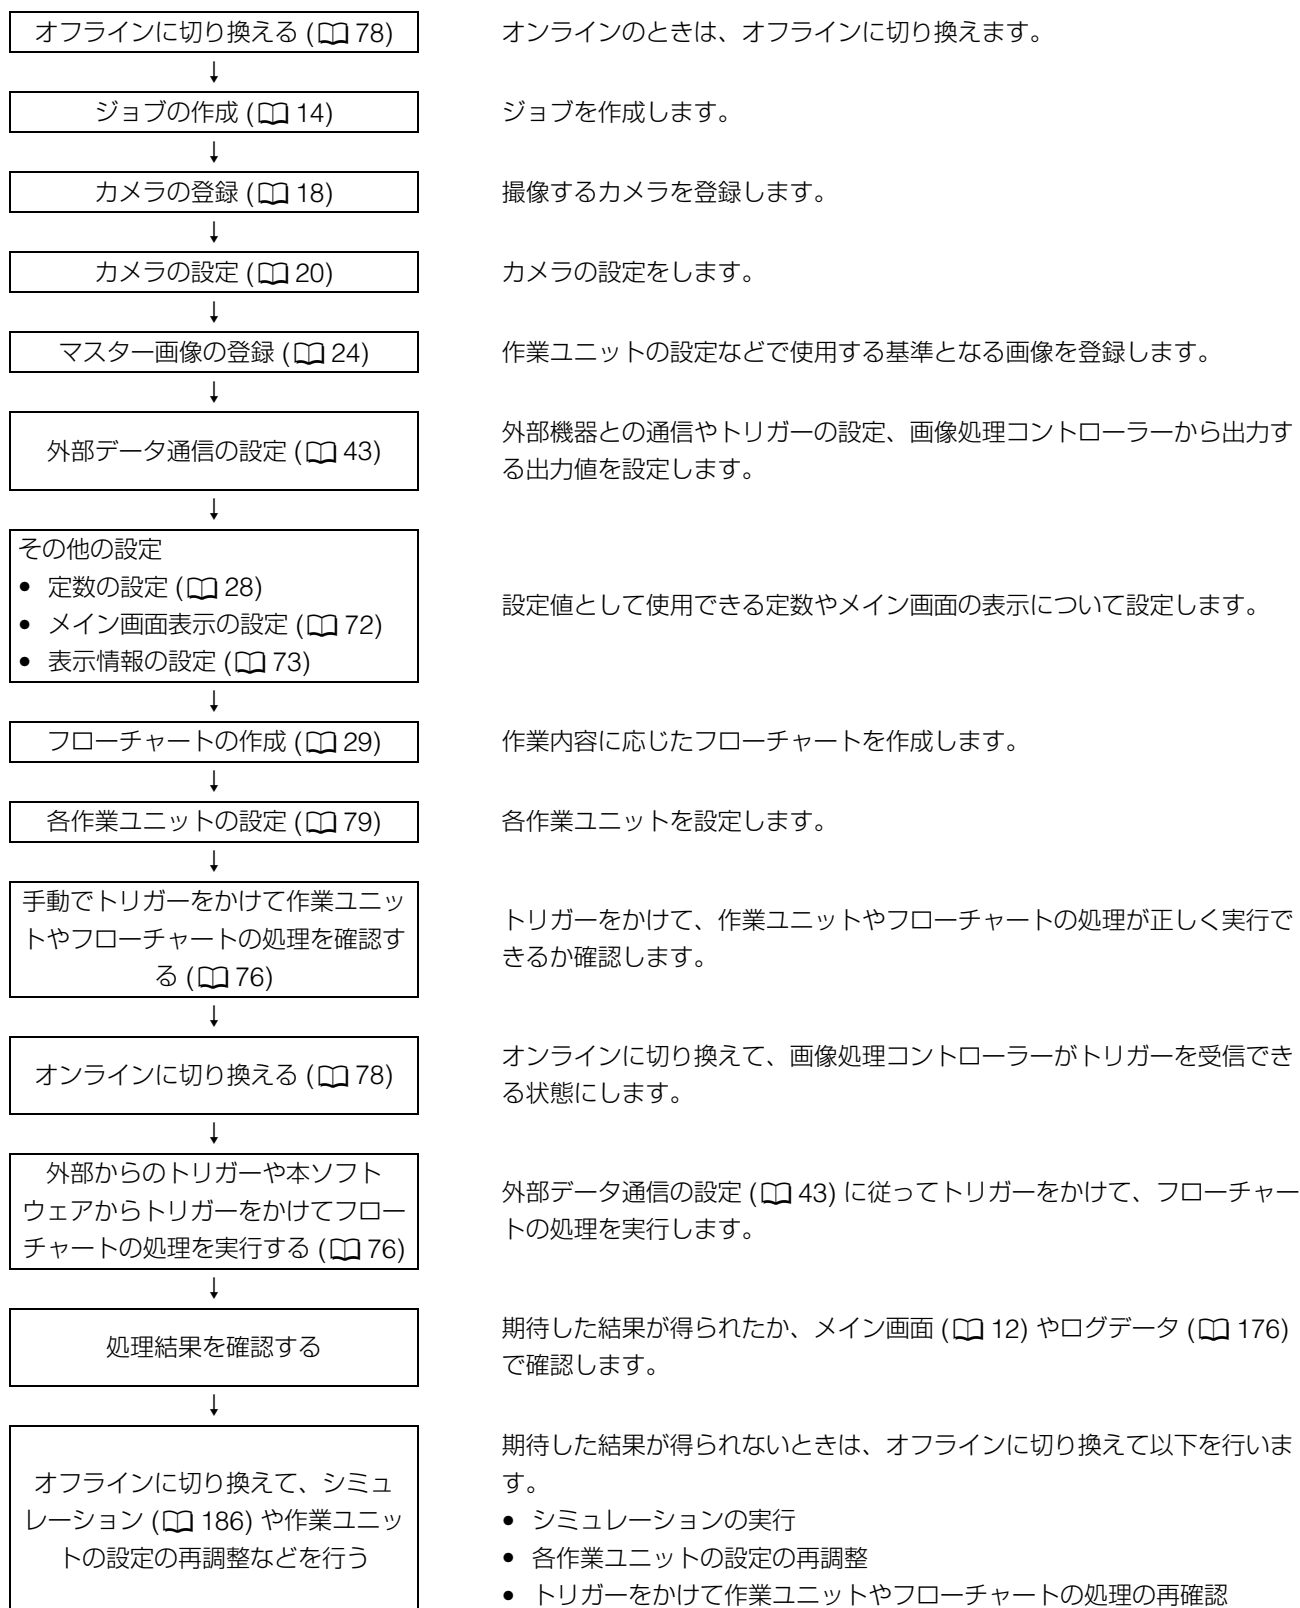 オフラインに切り換える (78)
オンラインのときは、オフラインに切り換えます。
↓
ジョブの作成 (14)
ジョブを作成します。
↓
カメラの登録 (18)
撮像するカメラを登録します。
↓
カメラの設定 (20)
カメラの設定をします。
↓
マスター画像の登録 (24)
作業ユニットの設定などで使用する基準となる画像を登録します。
↓
外部データ通信の設定 (43)
外部機器との通信やトリガーの設定、画像処理コントローラーから出力す
る出力値を設定します。
↓
その他の設定
• 定数の設定 (28)
• メイン画面表示の設定 (72)
• 表示情報の設定 (73)
設定値として使用できる定数やメイン画面の表示について設定します。
↓
フローチャートの作成 (29)
作業内容に応じたフローチャートを作成します。
↓
各作業ユニットの設定 (79)
各作業ユニットを設定します。
↓
手動でトリガーをかけて作業ユニッ
トやフローチャートの処理を確認す
る (76)
トリガーをかけて、作業ユニットやフローチャートの処理が正しく実行で
きるか確認します。
↓
オンラインに切り換える (78)
オンラインに切り換えて、画像処理コントローラーがトリガーを受信でき
る状態にします。
↓
外部からのトリガーや本ソフト
ウェアからトリガーをかけてフロー
チャートの処理を実行する (76)
外部データ通信の設定 (43) に従ってトリガーをかけて、フローチャー
トの処理を実行します。
↓
処理結果を確認する
期待した結果が得られたか、メイン画面 (12) やログデータ (176)
で確認します。
↓
オフラインに切り換えて、シミュ
レーション (186) や作業ユニッ
トの設定の再調整などを行う
期待した結果が得られないときは、オフラインに切り換えて以下を行いま
す。
• シミュレーションの実行
• 各作業ユニットの設定の再調整
• トリガーをかけて作業ユニットやフローチャートの処理の再確認